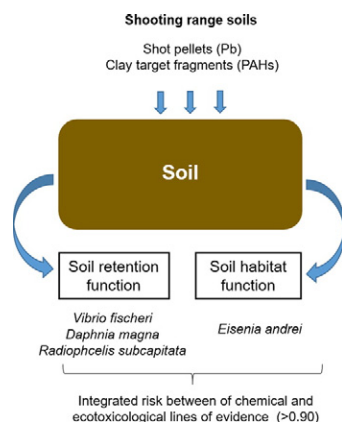 Shooting range soils
Shot pellets (Pb)
Clay target fragments (PAHs)
Soil
Soil retention
function
Soil habitat
function
Vibrio fischeri
Daphnia magna
Radiophcelis subcapitata
Eisenia andrei
Integrated risk between of chemical and
ecotoxicological lines of evidence (>0.90)